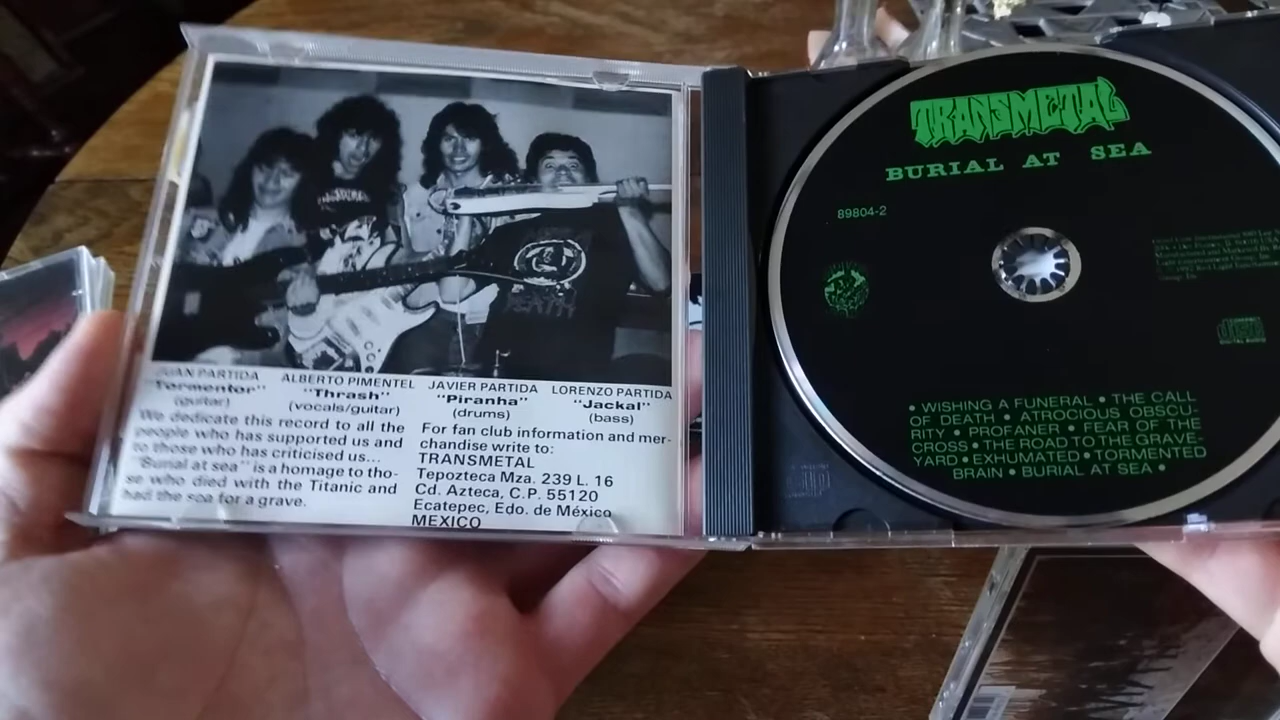 JUAN PARTIDA
"Tormentor"
(guitar)
ALBERTO PIMENTEL
"Thrash"
(vocals/guitar)
JAVIER PARTIDA
"Piranha"
(drums)
LORENZO PARTIDA
"Jackal"
(bass)
We dedicate this record to all the
people who has supported us and
to those who has criticised us...
"Burial at sea" is a homage to tho-
se who died with the Titanic and
had the sea for a grave.
For fan club information and mer-
chandise write to:
TRANSMETAL
Tepozteca Mza. 239 L. 16
Cd. Azteca, C.P. 55120
Ecatepec, Edo. de México
MEXICO
TRANSMETAL
BURIAL AT SEA
89804-2
DIGITAL AUDIO
• WISHING A FUNERAL • THE CALL
OF DEATH • ATROCIOUS OBSCU-
RITY • PROFANER • FEAR OF THE
CROSS • THE ROAD TO THE GRAVE-
YARD • EXHUMATED • TORMENTED
BRAIN • BURIAL AT SEA •